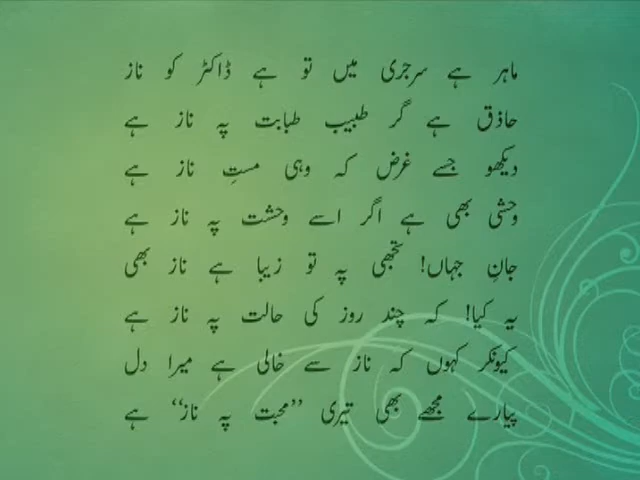 ماہر ہے سرجری میں تو ہے ڈاکٹر کو ناز
حاذق ہے گر طبیب طبابت پہ ناز ہے
دیکھو جسے غرض کہ وہی مستِ ناز ہے
وحشی بھی ہے اگر اسے وحشت پہ ناز ہے
جانِ جہاں! تجھی پہ تو زیبا ہے ناز بھی
یہ کیا! کہ چند روز کی حالت پہ ناز ہے
کیونکر کہوں کہ ناز سے خالی ہے میرا دل
پیارے مجھے بھی تیری ”محبت پہ ناز“ ہے